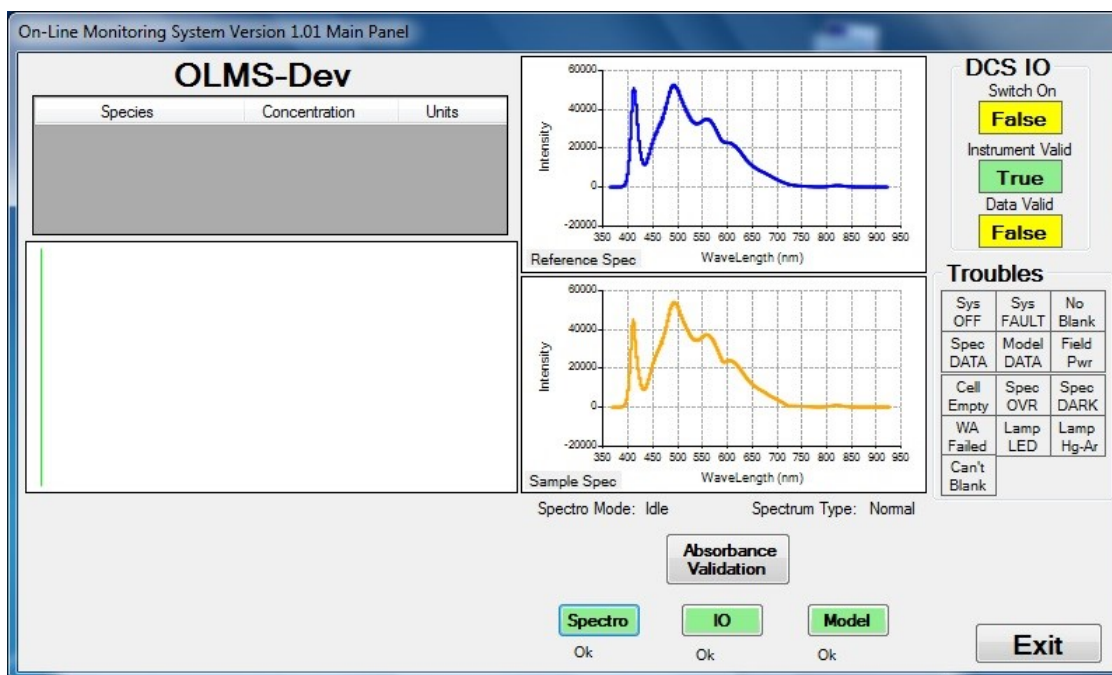 On-Line Monitoring System Version 1.01 Main Panel
OLMS-Dev
Species Concentration Units
60000
40000
20000
0
-20000
Intensity
350 400 450 500 550 600 650 700 750 800 850 900 950
Reference Spec WaveLength (nm)
60000
40000
20000
0
-20000
Intensity
350 400 450 500 550 600 650 700 750 800 850 900 950
Sample Spec WaveLength (nm)
Spectro Mode: Idle Spectrum Type: Normal
Absorbance
Validation
Spectro IO Model
Ok Ok Ok
DCS IO
Switch On
False
Instrument Valid
True
Data Valid
False
Troubles
Sys OFF
Sys FAULT
No Blank
Spec DATA
Model DATA
Field Pwr
Cell Empty
Spec OVR
Spec DARK
WA Failed
Lamp LED
Lamp Hg-Ar
Can't Blank
Exit